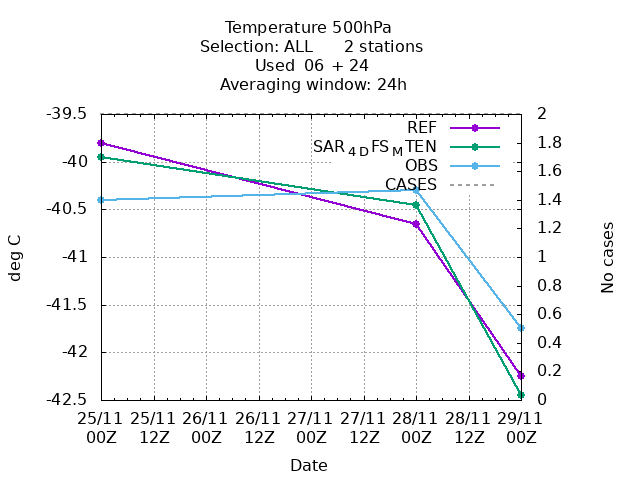 Temperature 500hPa
Selection: ALL      2 stations
Used  06 + 24
Averaging window: 24h
-39.5
-40
-40.5
-41
-41.5
-42
-42.5
2
1.8
1.6
1.4
1.2
1
0.8
0.6
0.4
0.2
0
REF
SAR4DFSMTEN
OBS
CASES
deg C
No cases
25/11 25/11 26/11 26/11 27/11 27/11 28/11 28/11 29/11
00Z 12Z 00Z 12Z 00Z 12Z 00Z 12Z 00Z
Date